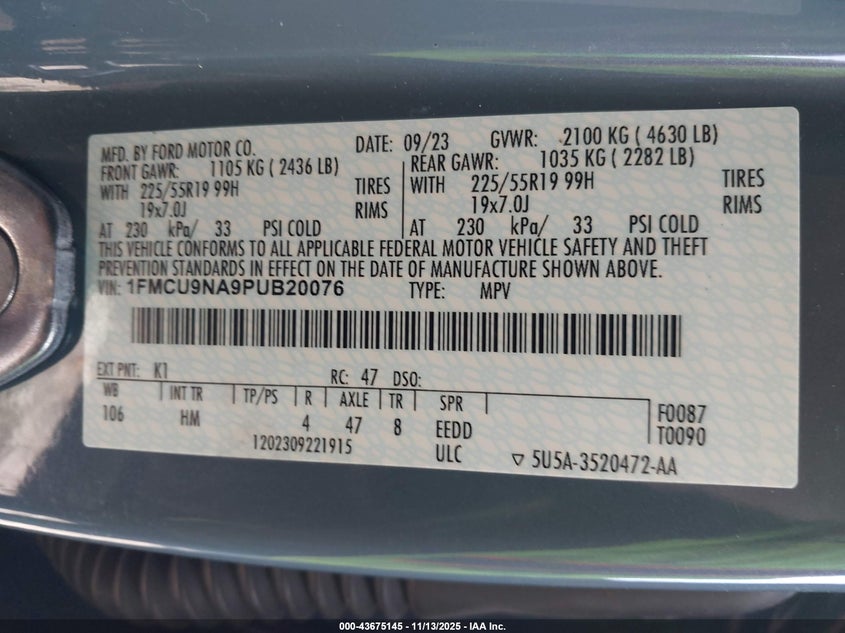 MFD. BY FORD MOTOR CO. DATE: 09/23 GVWR: 2100 KG ( 4630 LB)
FRONT GAWR: 1105 KG ( 2436 LB) REAR GAWR: 1035 KG ( 2282 LB)
WITH 225/55R19 99H TIRES WITH 225/55R19 99H TIRES
19x7.0J RIMS 19x7.0J RIMS
AT 230 kPa/ 33 PSI COLD AT 230 kPa/ 33 PSI COLD
THIS VEHICLE CONFORMS TO ALL APPLICABLE FEDERAL MOTOR VEHICLE SAFETY AND THEFT
PREVENTION STANDARDS IN EFFECT ON THE DATE OF MANUFACTURE SHOWN ABOVE.
VIN: 1FMCU9NA9PUB20076 TYPE: MPV
EXT PNT: K1 RC: 47 DSO:
WB INT TR TP/PS R AXLE TR SPR F0087
106 HM 4 47 8 EEDD T0090
1202309221915 ULC ▽ 5U5A-3520472-AA
000-43675145 - 11/13/2025 - IAA Inc.